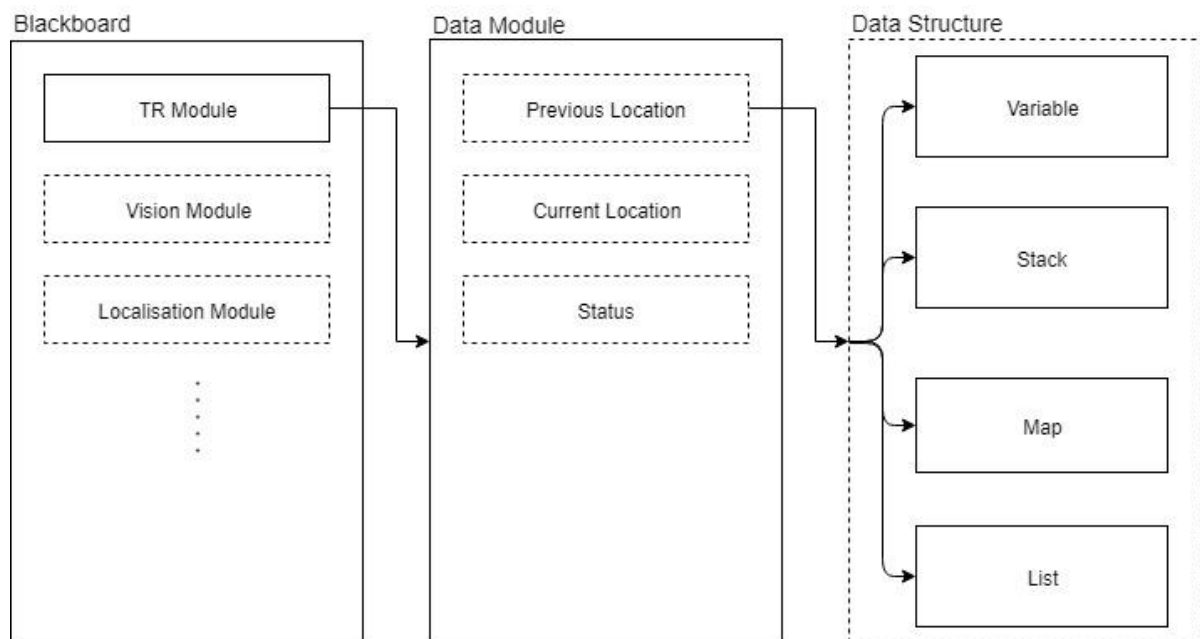 Blackboard
TR Module
Vision Module
Localisation Module
Data Module
Previous Location
Current Location
Status
Data Structure
Variable
Stack
Map
List